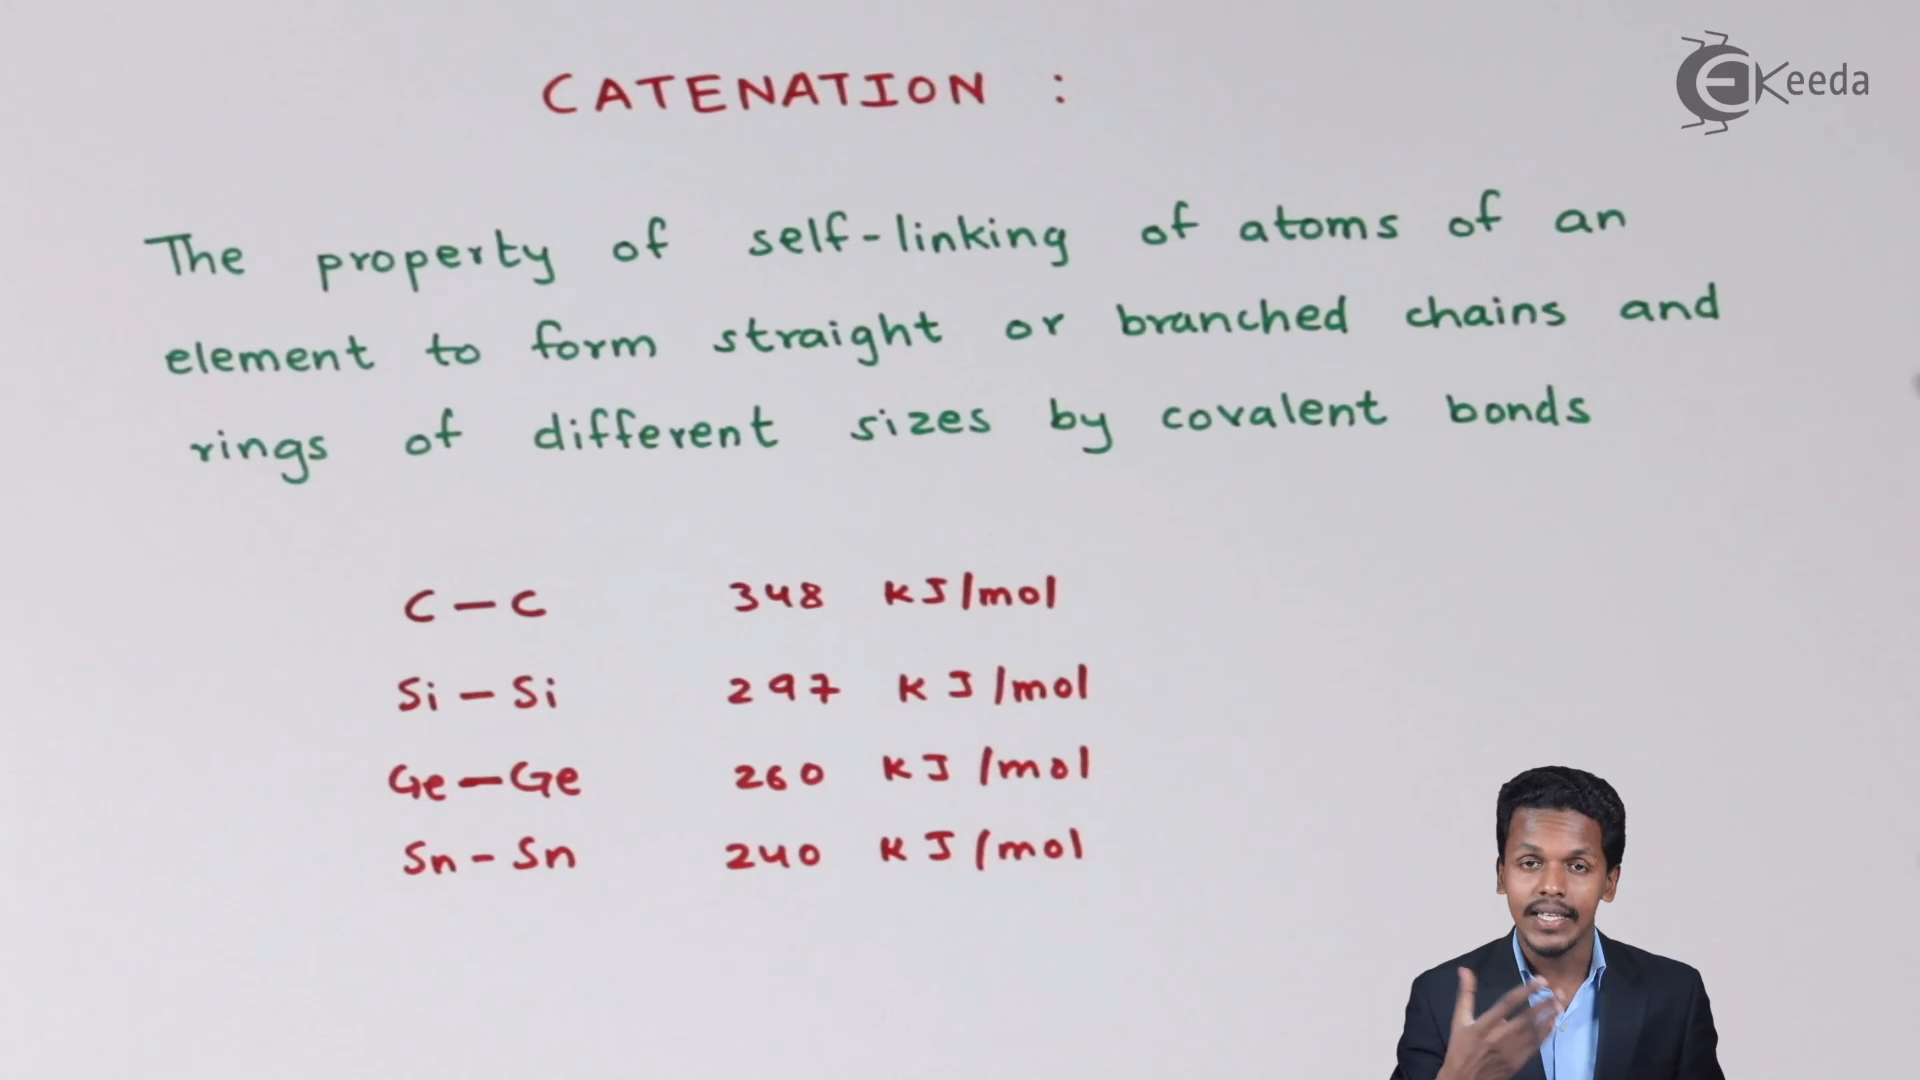 CATENATION :
Keeda
The property of self-linking of atoms of an
element to form straight or branched chains and
rings of different sizes by covalent bonds
C - C 348 KJ/mol
Si - Si 297 KJ/mol
Ge - Ge 260 KJ/mol
Sn - Sn 240 KJ/mol